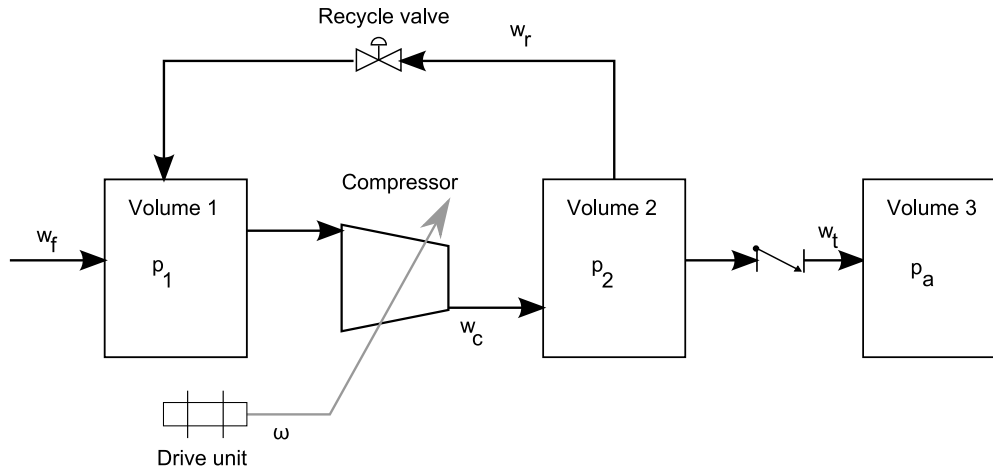 Recycle valve
w_r
Compressor
Volume 1
Volume 2
Volume 3
w_f
w_t
p_1
p_2
p_a
w_c
ω
Drive unit